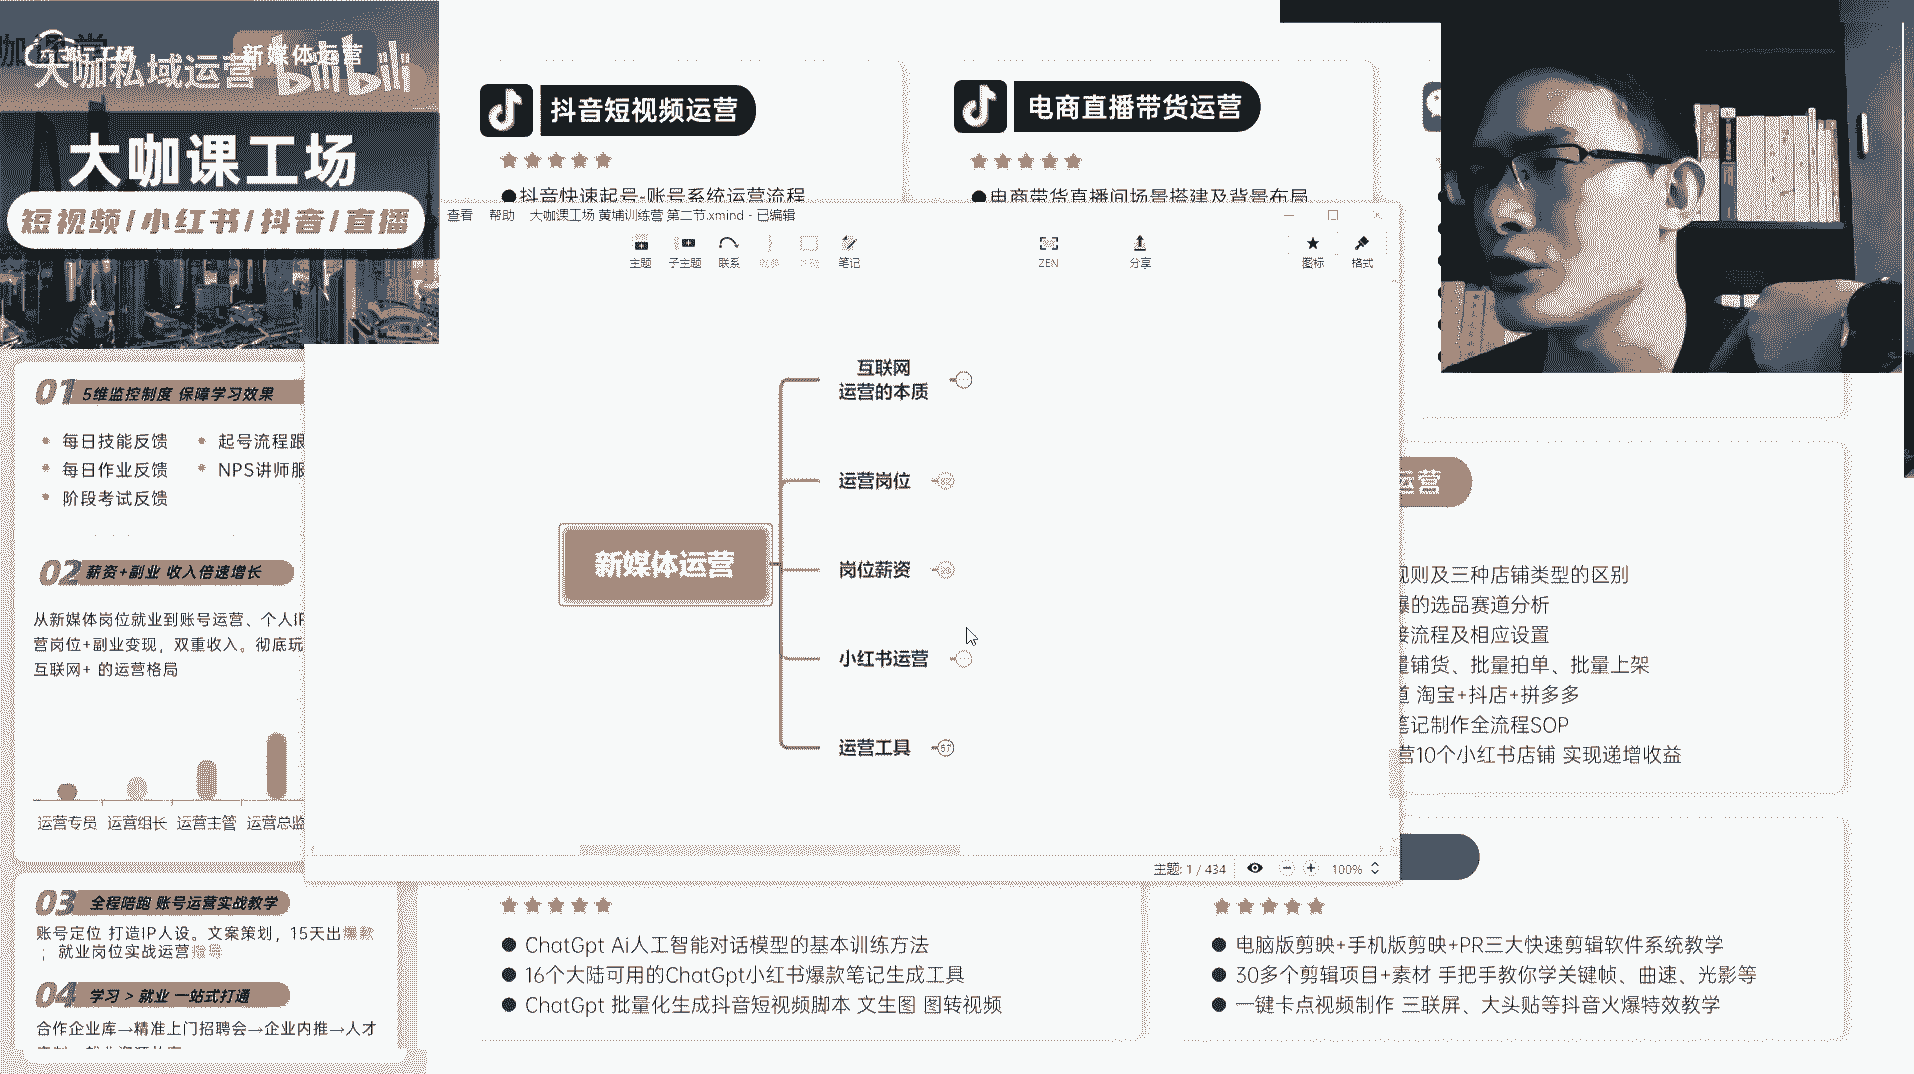 大咖私域运营
新媒体运营
bilibili
大咖课工场
短视频/小红书/抖音/直播
抖音短视频运营
抖音快速起号-账号系统运营流程
电商直播带货运营
电商带货直播间场景搭建及背景布局
查看 帮助 大咖课工场 黄埔训练营 第二节.xmind - 已编辑
主题 子主题 联系 笔记 ZEN 分享 图标 格式
互联网
运营的本质
运营岗位
岗位薪资
新媒体运营
小红书运营
运营工具
主题: 1 / 434 100%
01 5维监控制度 保障学习效果
每日技能反馈 起号流程跟
每日作业反馈 NPS讲师服
阶段考试反馈
02 薪资+副业 收入倍速增长
从新媒体岗位就业到账号运营、个人IP
营岗位+副业变现，双重收入。彻底玩
互联网+ 的运营格局
运营专员 运营组长 运营主管 运营总监
03 全程陪跑 账号运营实战教学
账号定位 打造IP人设。文案策划，15天出爆款
；就业岗位实战运营指导
04 学习 > 就业 一站式打通
合作企业库→精准上门招聘会→企业内推→人才
运营
规则及三种店铺类型的区别
爆的选品赛道分析
接流程及相应设置
量铺货、批量拍单、批量上架
道 淘宝+抖店+拼多多
笔记制作全流程SOP
营10个小红书店铺 实现递增收益
ChatGpt Ai人工智能对话模型的基本训练方法
16个大陆可用的ChatGpt小红书爆款笔记生成工具
ChatGpt 批量化生成抖音短视频脚本 文生图 图转视频
电脑版剪映+手机版剪映+PR三大快速剪辑软件系统教学
30多个剪辑项目+素材 手把手教你学关键帧、曲速、光影等
一键卡点视频制作 三联屏、大头贴等抖音火爆特效教学